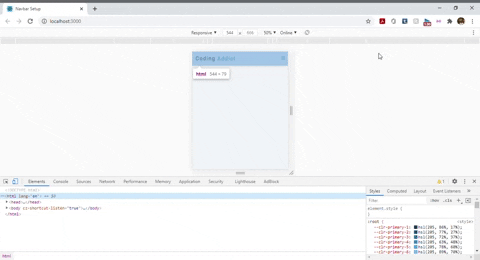 Navbar Setup
localhost:3000
Responsive 544 x 50% Online
Coding Addict
html 544 × 75
Elements Console Sources Network Performance Memory Application Security Lighthouse AdBlock
Styles Computed Layout Event Listeners
<!DOCTYPE html>
<html lang="en"> == $0
<head>…</head>
<body cz-shortcut-listen="true">…</body>
</html>
Filter :hov .cls +
element.style {
}
:root { <style>
--clr-primary-1: hsl(205, 86%, 17%);
--clr-primary-2: hsl(205, 77%, 27%);
--clr-primary-3: hsl(205, 72%, 37%);
--clr-primary-4: hsl(205, 63%, 48%);
--clr-primary-5: hsl(205, 78%, 60%);
--clr-primary-6: hsl(205, 89%, 70%);
html